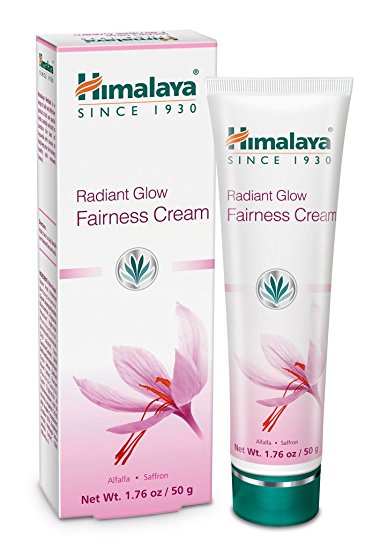 Himalaya®
SINCE 1930
Radiant Glow
Fairness Cream
Alfalfa • Saffron
Net Wt. 1.76 oz / 50 g
Himalaya®
SINCE 1930
Radiant Glow
Fairness Cream
Alfalfa • Saffron
Net Wt. 1.76 oz / 50 g